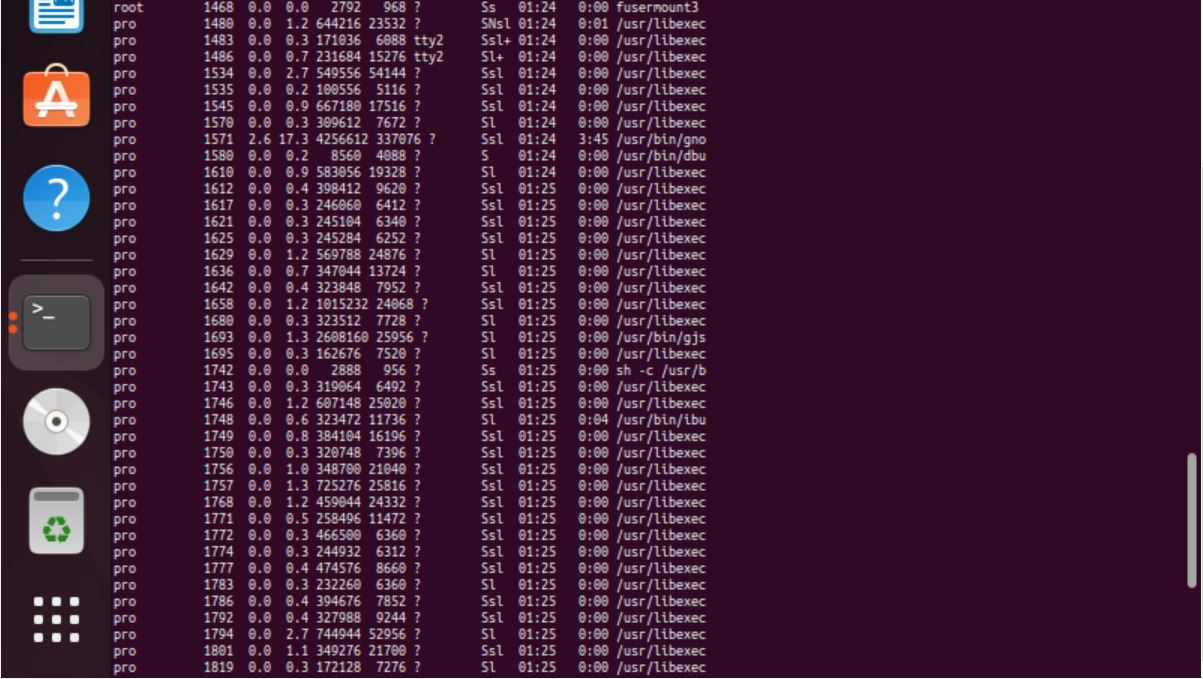 root 1468 0.0 0.0 2792 968 ? Ss 01:24 0:00 fusermount3
pro 1480 0.0 1.2 644216 23532 ? SNsl 01:24 0:01 /usr/libexec
pro 1483 0.0 0.3 171036 6088 tty2 Ssl+ 01:24 0:00 /usr/libexec
pro 1486 0.0 0.7 231684 15276 tty2 Sl+ 01:24 0:00 /usr/libexec
pro 1534 0.0 2.7 549556 54144 ? Ssl 01:24 0:00 /usr/libexec
pro 1535 0.0 0.2 100556 5116 ? Ssl 01:24 0:00 /usr/libexec
pro 1545 0.0 0.9 667180 17516 ? Ssl 01:24 0:00 /usr/libexec
pro 1570 0.0 0.3 309612 7672 ? Sl 01:24 0:00 /usr/libexec
pro 1571 2.6 17.3 4256612 337076 ? Ssl 01:24 3:45 /usr/bin/gno
pro 1580 0.0 0.2 8560 4088 ? S 01:24 0:00 /usr/bin/dbu
pro 1610 0.0 0.9 583056 19328 ? Sl 01:24 0:00 /usr/libexec
pro 1612 0.0 0.4 398412 9620 ? Ssl 01:25 0:00 /usr/libexec
pro 1617 0.0 0.3 246060 6412 ? Ssl 01:25 0:00 /usr/libexec
pro 1621 0.0 0.3 245104 6340 ? Ssl 01:25 0:00 /usr/libexec
pro 1625 0.0 0.3 245284 6252 ? Ssl 01:25 0:00 /usr/libexec
pro 1629 0.0 1.2 569788 24876 ? Sl 01:25 0:00 /usr/libexec
pro 1636 0.0 0.7 347044 13724 ? Sl 01:25 0:00 /usr/libexec
pro 1642 0.0 0.4 323848 7952 ? Ssl 01:25 0:00 /usr/libexec
pro 1658 0.0 1.2 1015232 24068 ? Ssl 01:25 0:00 /usr/libexec
pro 1680 0.0 0.3 323512 7728 ? Sl 01:25 0:00 /usr/libexec
pro 1693 0.0 1.3 2608160 25956 ? Sl 01:25 0:00 /usr/bin/gjs
pro 1695 0.0 0.3 162676 7520 ? Sl 01:25 0:00 /usr/libexec
pro 1742 0.0 0.0 2888 956 ? Ss 01:25 0:00 sh -c /usr/b
pro 1743 0.0 0.3 319064 6492 ? Ssl 01:25 0:00 /usr/libexec
pro 1746 0.0 1.2 607148 25020 ? Ssl 01:25 0:00 /usr/libexec
pro 1748 0.0 0.6 323472 11736 ? Sl 01:25 0:04 /usr/bin/ibu
pro 1749 0.0 0.8 384104 16196 ? Ssl 01:25 0:00 /usr/libexec
pro 1750 0.0 0.3 320748 7396 ? Ssl 01:25 0:00 /usr/libexec
pro 1756 0.0 1.0 348700 21040 ? Ssl 01:25 0:00 /usr/libexec
pro 1757 0.0 1.3 725276 25816 ? Ssl 01:25 0:00 /usr/libexec
pro 1768 0.0 1.2 459044 24332 ? Ssl 01:25 0:00 /usr/libexec
pro 1771 0.0 0.5 258496 11472 ? Ssl 01:25 0:00 /usr/libexec
pro 1772 0.0 0.3 466500 6360 ? Ssl 01:25 0:00 /usr/libexec
pro 1774 0.0 0.3 244932 6312 ? Ssl 01:25 0:00 /usr/libexec
pro 1777 0.0 0.4 474576 8660 ? Ssl 01:25 0:00 /usr/libexec
pro 1783 0.0 0.3 232260 6360 ? Sl 01:25 0:00 /usr/libexec
pro 1786 0.0 0.4 394676 7852 ? Ssl 01:25 0:00 /usr/libexec
pro 1792 0.0 0.4 327988 9244 ? Ssl 01:25 0:00 /usr/libexec
pro 1794 0.0 2.7 744944 52956 ? Sl 01:25 0:00 /usr/libexec
pro 1801 0.0 1.1 349276 21700 ? Ssl 01:25 0:00 /usr/libexec
pro 1819 0.0 0.3 172128 7276 ? Sl 01:25 0:00 /usr/libexec